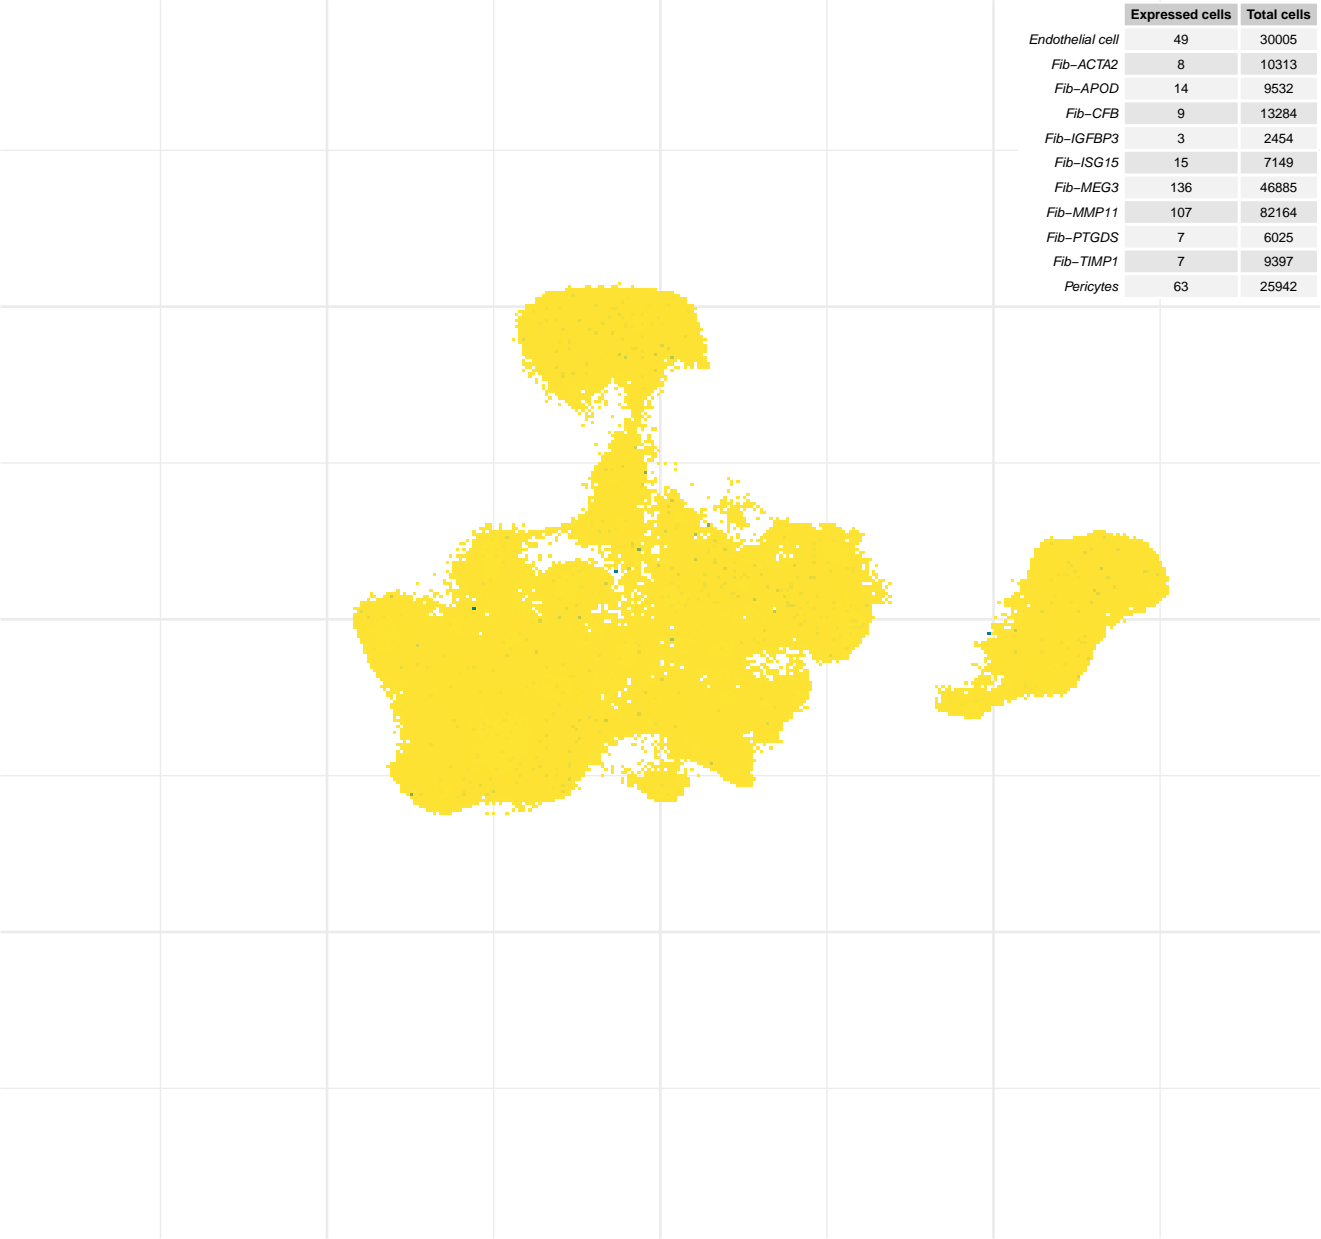 Expressed cells Total cells
Endothelial cell 49 30005
Fib−ACTA2 8 10313
Fib−APOD 14 9532
Fib−CFB 9 13284
Fib−IGFBP3 3 2454
Fib−ISG15 15 7149
Fib−MEG3 136 46885
Fib−MMP11 107 82164
Fib−PTGDS 7 6025
Fib−TIMP1 7 9397
Pericytes 63 25942